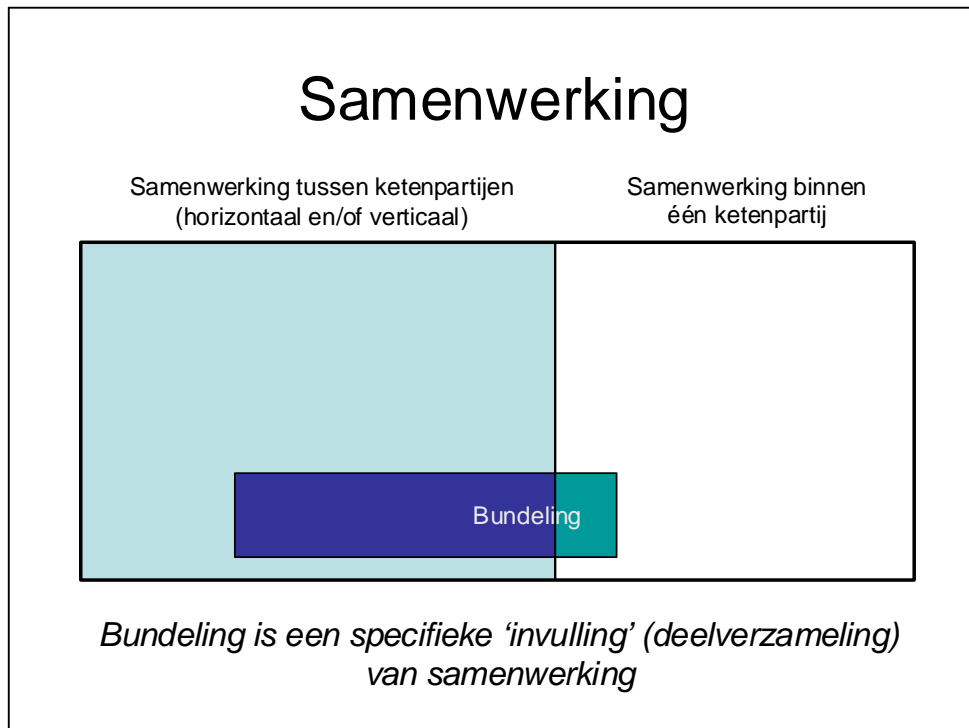 Samenwerking
Samenwerking tussen ketenpartijen
(horizontaal en/of verticaal)
Samenwerking binnen
één ketenpartij
Bundeling
Bundeling is een specifieke ‘invulling’ (deelverzameling)
van samenwerking